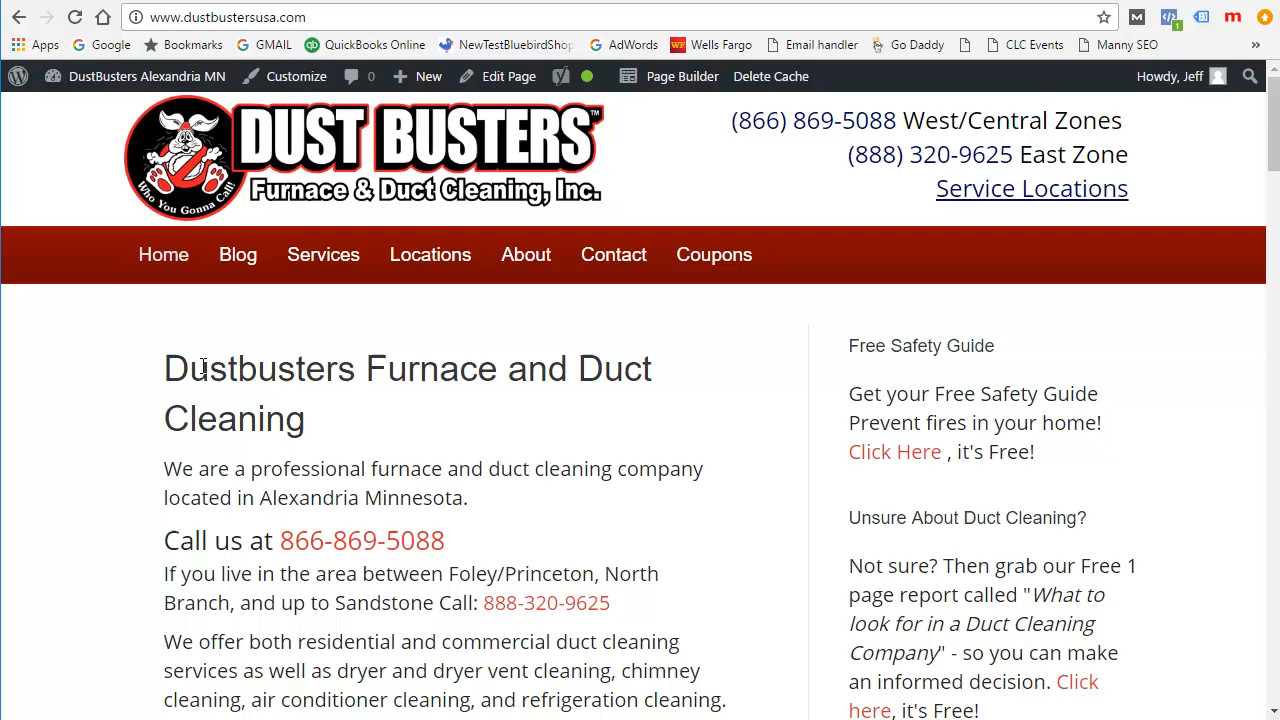 www.dustbustersusa.com
Apps Google Bookmarks GMAIL QuickBooks Online NewTestBluebirdShop AdWords WF Wells Fargo Email handler Go Daddy CLC Events Manny SEO »
DustBusters Alexandria MN Customize 0 New Edit Page Page Builder Delete Cache Howdy, Jeff
DUST BUSTERS™
Furnace & Duct Cleaning, Inc.
Who You Gonna Call!
(866) 869-5088 West/Central Zones
(888) 320-9625 East Zone
Service Locations
Home Blog Services Locations About Contact Coupons
Dustbusters Furnace and Duct
Cleaning
We are a professional furnace and duct cleaning company
located in Alexandria Minnesota.
Call us at 866-869-5088
If you live in the area between Foley/Princeton, North
Branch, and up to Sandstone Call: 888-320-9625
We offer both residential and commercial duct cleaning
services as well as dryer and dryer vent cleaning, chimney
cleaning, air conditioner cleaning, and refrigeration cleaning.
Free Safety Guide
Get your Free Safety Guide
Prevent fires in your home!
Click Here , it's Free!
Unsure About Duct Cleaning?
Not sure? Then grab our Free 1
page report called "What to
look for in a Duct Cleaning
Company" - so you can make
an informed decision. Click
here, it's Free!